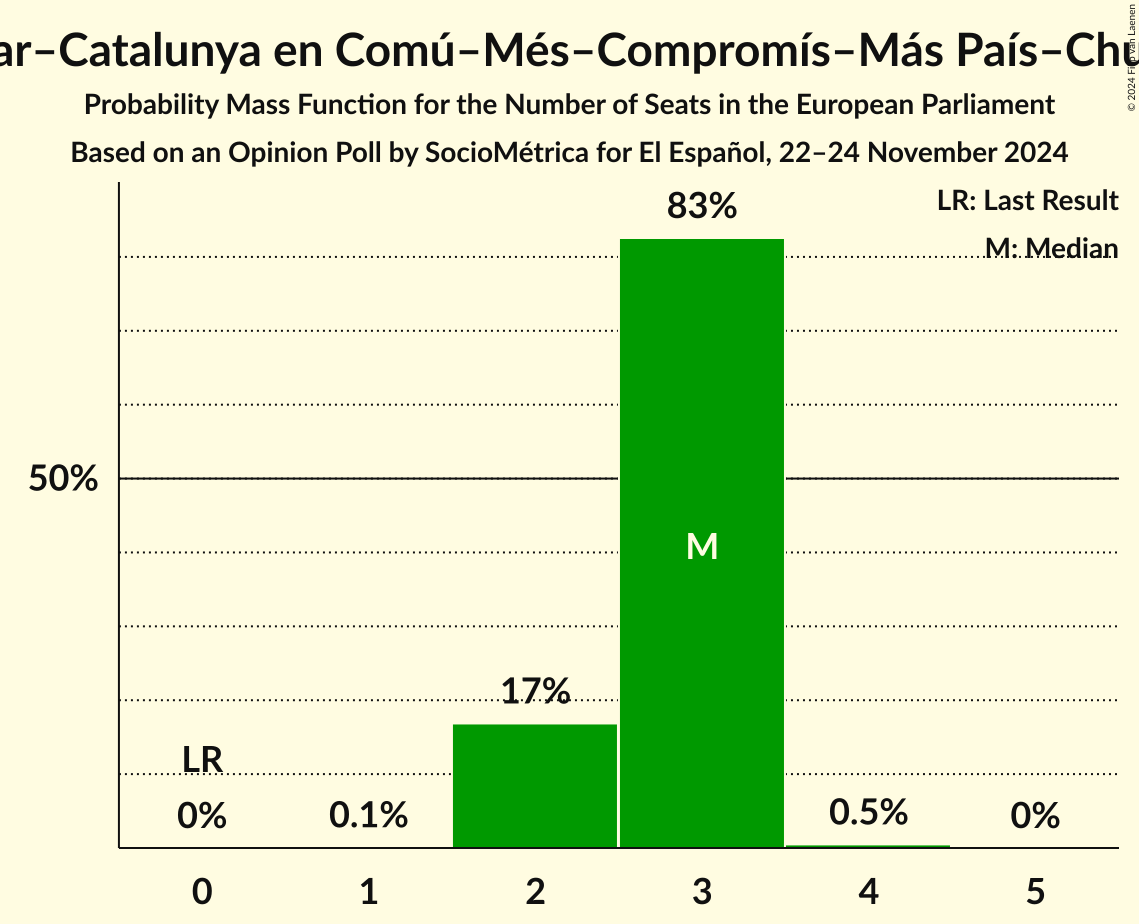 ar–Catalunya en Comú–Més–Compromís–Más País–Chu
© 2024 Filip van Laenen
Probability Mass Function for the Number of Seats in the European Parliament
Based on an Opinion Poll by SocioMétrica for El Español, 22–24 November 2024
LR: Last Result
M: Median
83%
50%
M
17%
LR
0%
0.1%
0.5%
0%
0 1 2 3 4 5